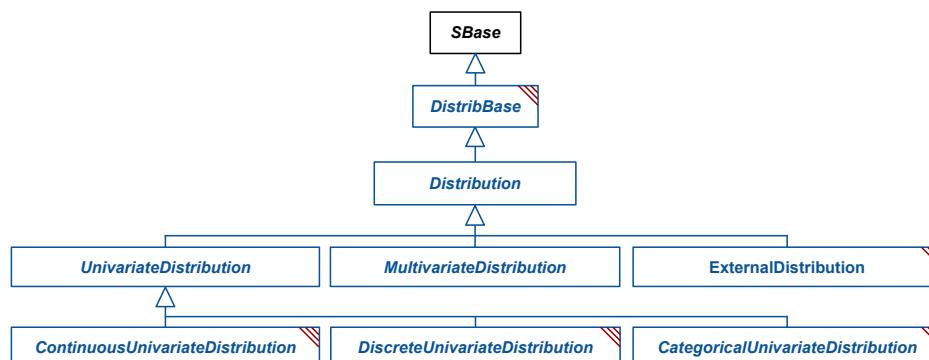 SBase
DistribBase
Distribution
UnivariateDistribution
MultivariateDistribution
ExternalDistribution
ContinuousUnivariateDistribution
DiscreteUnivariateDistribution
CategoricalUnivariateDistribution